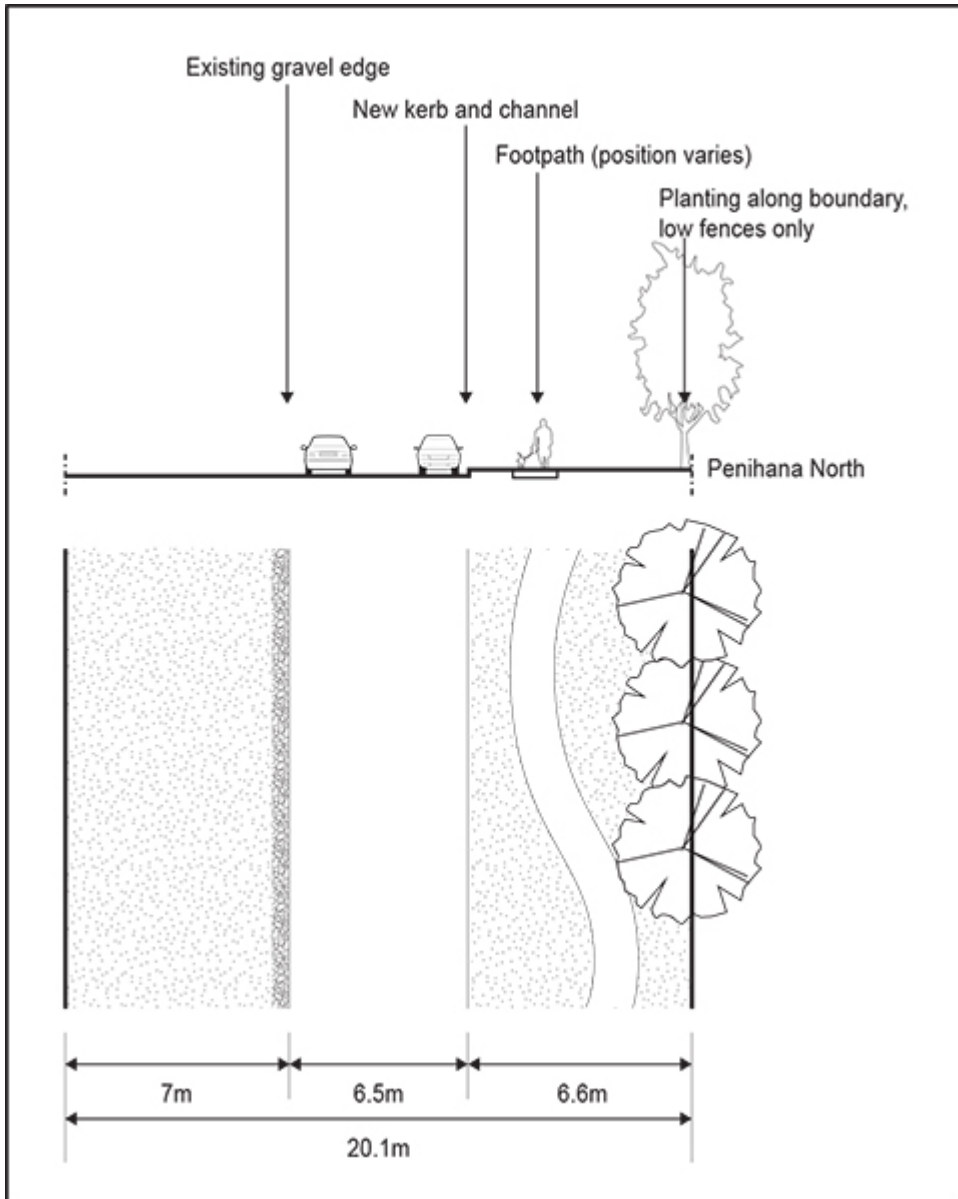 Existing gravel edge
New kerb and channel
Footpath (position varies)
Planting along boundary,
low fences only
Penihana North
7m
6.5m
6.6m
20.1m